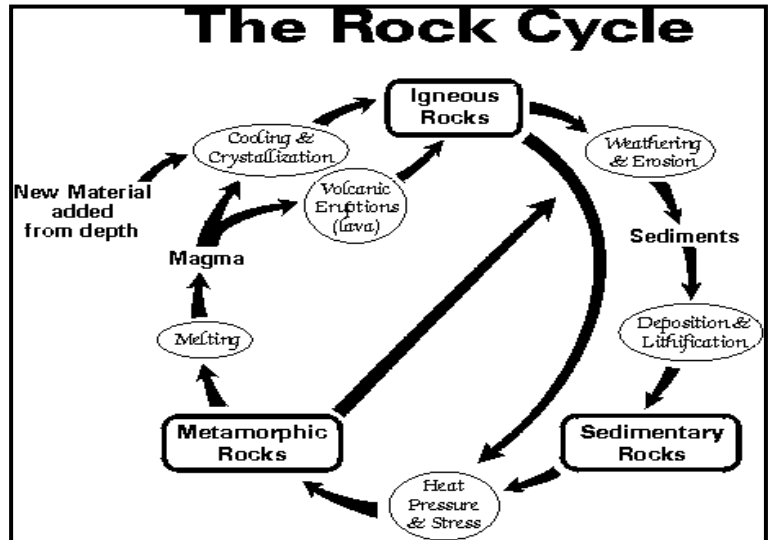 The Rock Cycle
Igneous
Rocks
Cooling &
Crystallization
Weathering
& Erosion
New Material
added
from depth
Volcanic
Eruptions
(lava)
Magma
Sediments
Melting
Deposition &
Lithification
Metamorphic
Rocks
Sedimentary
Rocks
Heat
Pressure
& Stress